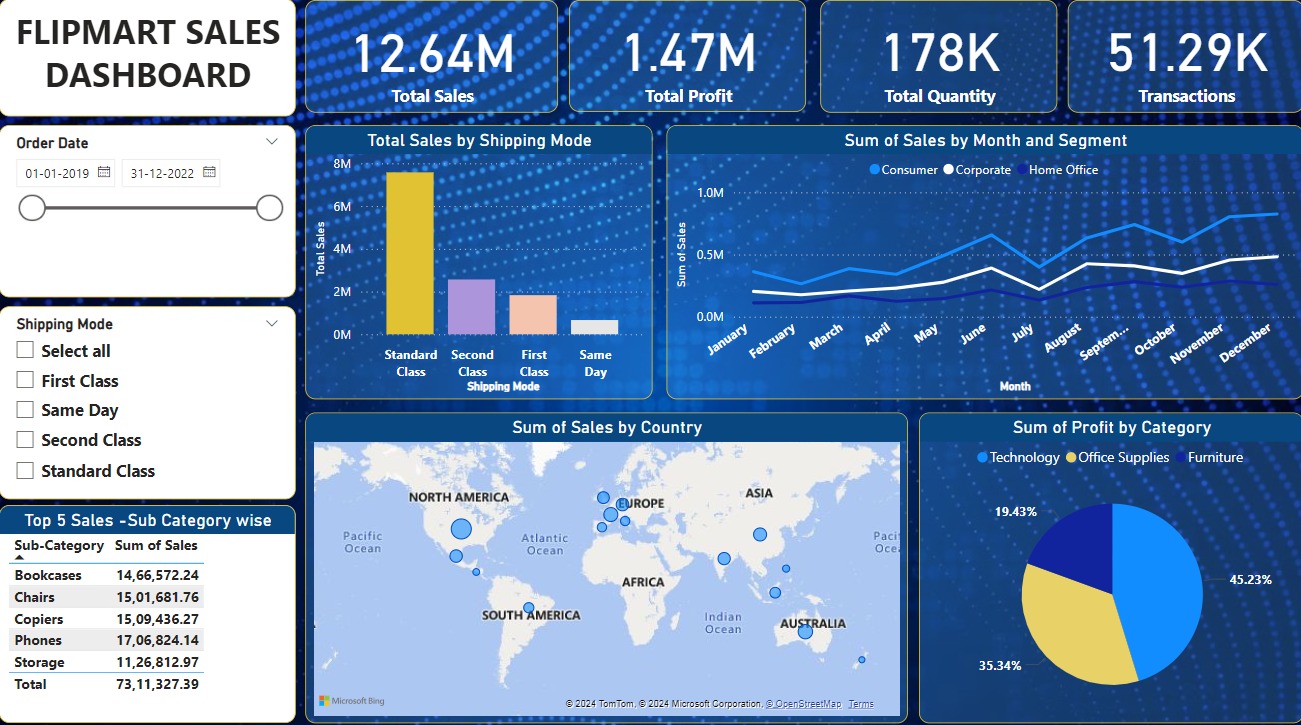 FLIPMART SALES
DASHBOARD
12.64M
Total Sales
1.47M
Total Profit
178K
Total Quantity
51.29K
Transactions
Order Date
01-01-2019
31-12-2022
Shipping Mode
Select all
First Class
Same Day
Second Class
Standard Class
Top 5 Sales -Sub Category wise
Sub-Category Sum of Sales
Bookcases 14,66,572.24
Chairs 15,01,681.76
Copiers 15,09,436.27
Phones 17,06,824.14
Storage 11,26,812.97
Total 73,11,327.39
Total Sales by Shipping Mode
Total Sales
8M
6M
4M
2M
0M
Standard
Class
Second
Class
First
Class
Same
Day
Shipping Mode
Sum of Sales by Month and Segment
Consumer Corporate Home Office
Sum of Sales
1.0M
0.5M
0.0M
January
February
March
April
May
June
July
August
Septem...
October
November
December
Month
Sum of Sales by Country
NORTH AMERICA
EUROPE
ASIA
Pacific
Ocean
Atlantic
Ocean
Pacif
Ocean
AFRICA
SOUTH AMERICA
Indian
Ocean
AUSTRALIA
Microsoft Bing
© 2024 TomTom, © 2024 Microsoft Corporation, © OpenStreetMap Terms
Sum of Profit by Category
Technology Office Supplies Furniture
19.43%
45.23%
35.34%